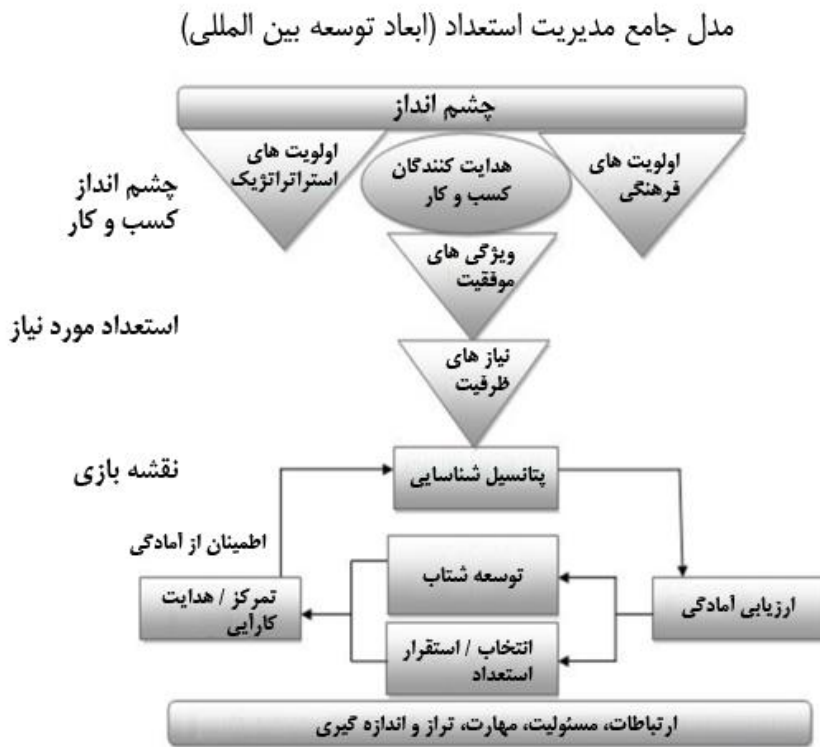 مدل جامع مدیریت استعداد (ابعاد توسعه بین المللی)
چشم انداز
اولویت های
فرهنگی
هدایت کنندگان
کسب و کار
اولویت های
استراتراتژیک
چشم انداز
کسب و کار
ویژگی های
موفقیت
استعداد مورد نیاز
نیاز های
ظرفیت
نقشه بازی
پتانسیل شناسایی
اطمینان از آمادگی
ارزیابی آمادگی
توسعه شتاب
تمرکز / هدایت
کارآیی
انتخاب / استقرار
استعداد
ارتباطات، مسئولیت، مهارت، تراز و اندازه گیری